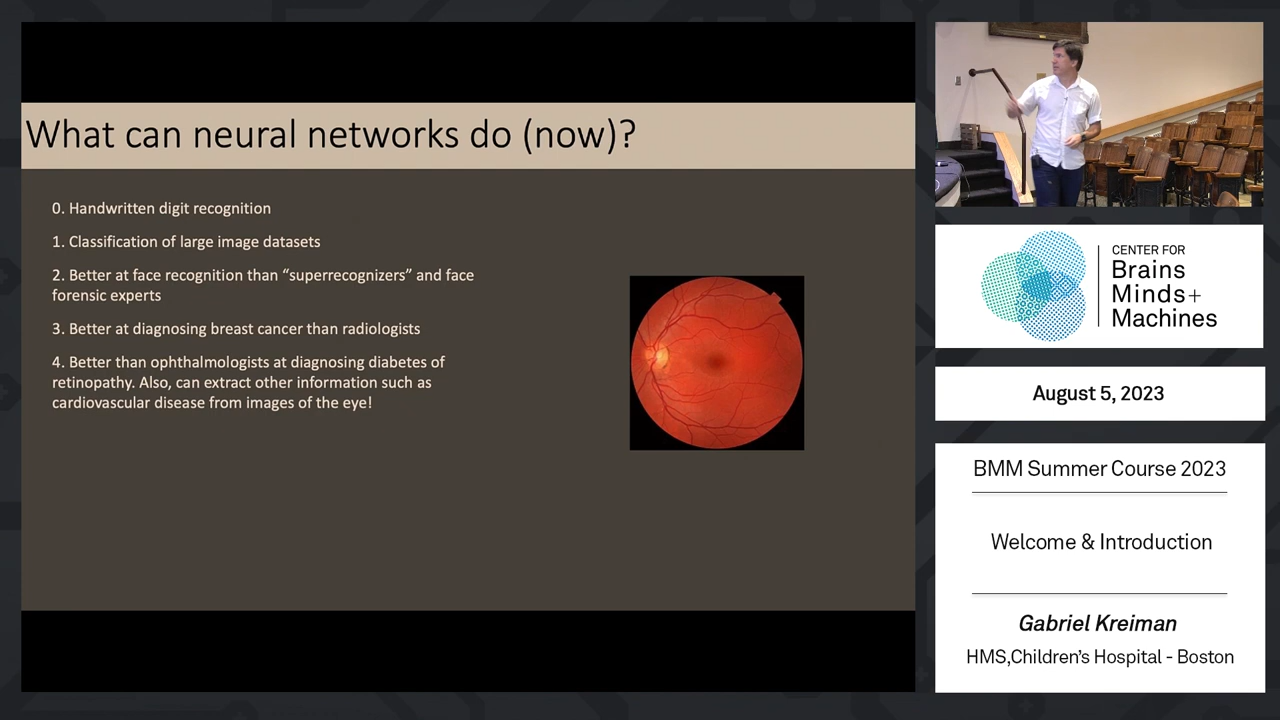 What can neural networks do (now)?
0. Handwritten digit recognition
1. Classification of large image datasets
2. Better at face recognition than “superrecognizers” and face
forensic experts
3. Better at diagnosing breast cancer than radiologists
4. Better than ophthalmologists at diagnosing diabetes of
retinopathy. Also, can extract other information such as
cardiovascular disease from images of the eye!
CENTER FOR
Brains
Minds+
Machines
August 5, 2023
BMM Summer Course 2023
Welcome & Introduction
Gabriel Kreiman
HMS,Children’s Hospital - Boston